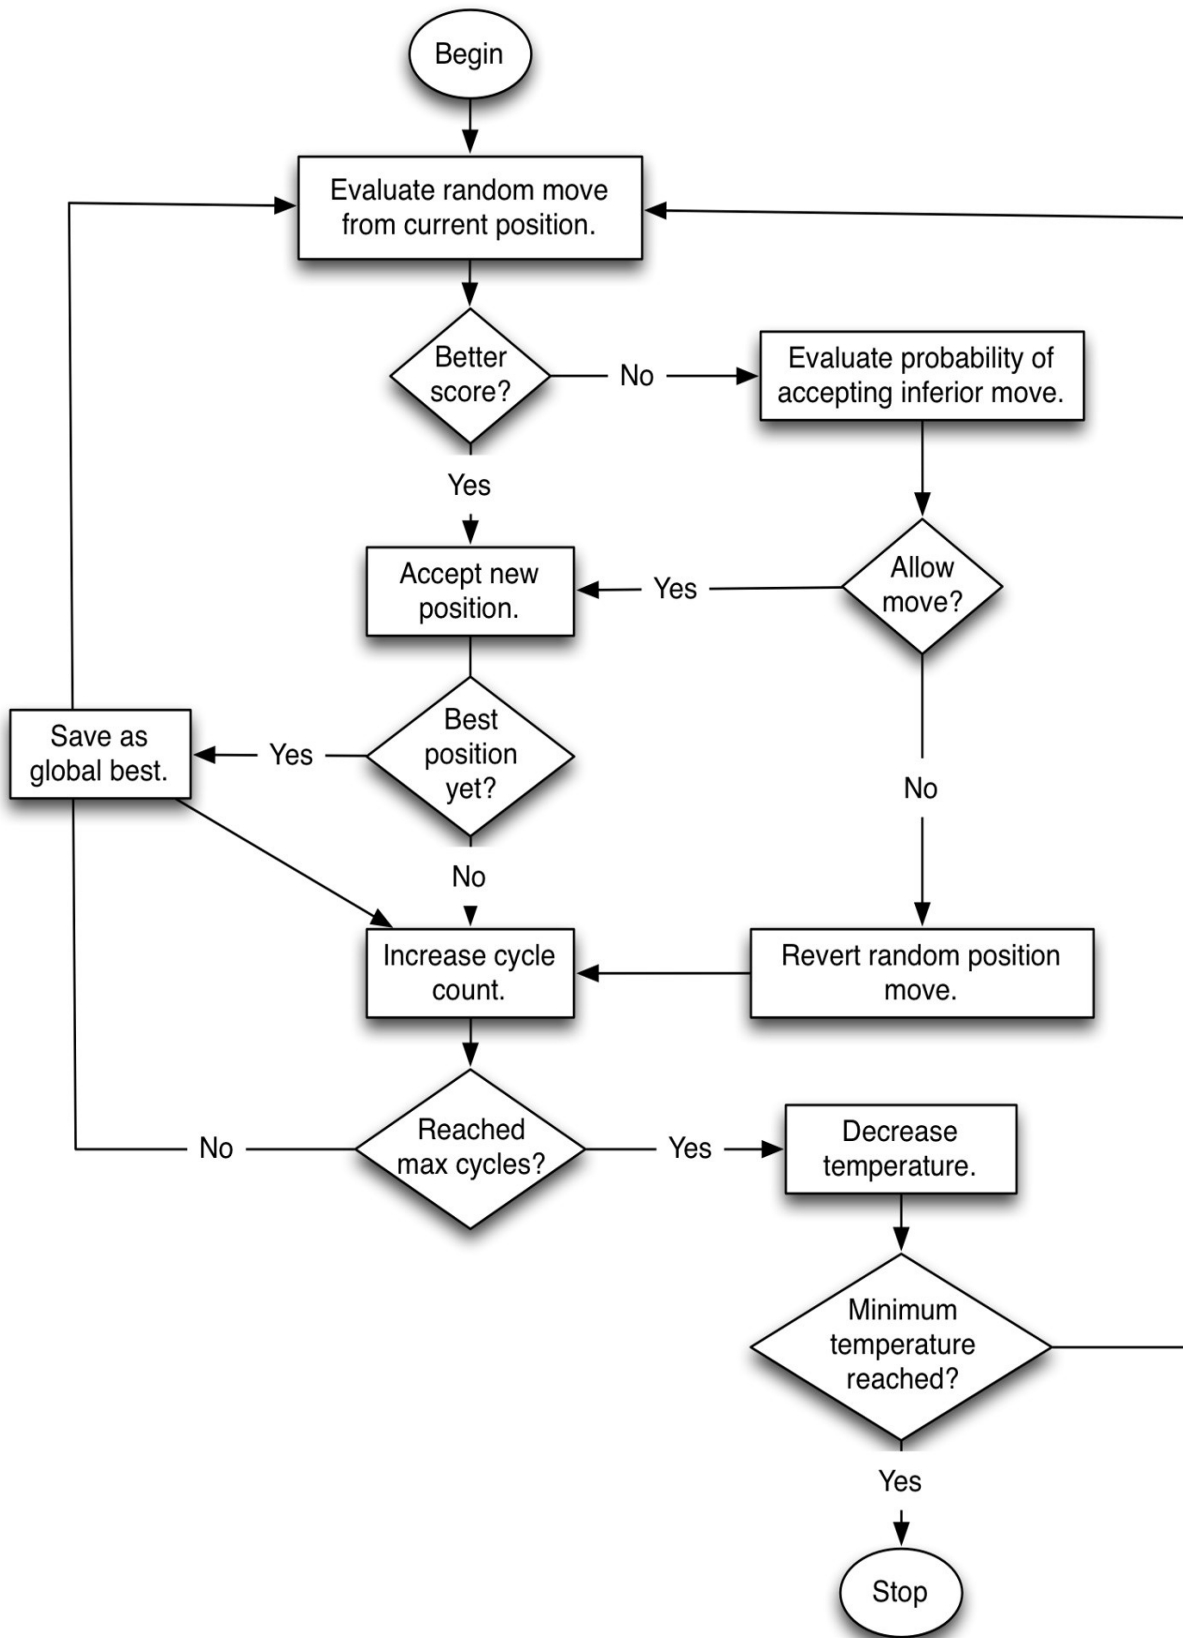 Begin
Evaluate random move
from current position.
Better
score?
No
Evaluate probability of
accepting inferior move.
Yes
Accept new
position.
Yes
Allow
move?
Best
position
yet?
Yes
Save as
global best.
No
No
Increase cycle
count.
Revert random position
move.
Reached
max cycles?
No
Yes
Decrease
temperature.
Minimum
temperature
reached?
Yes
Stop